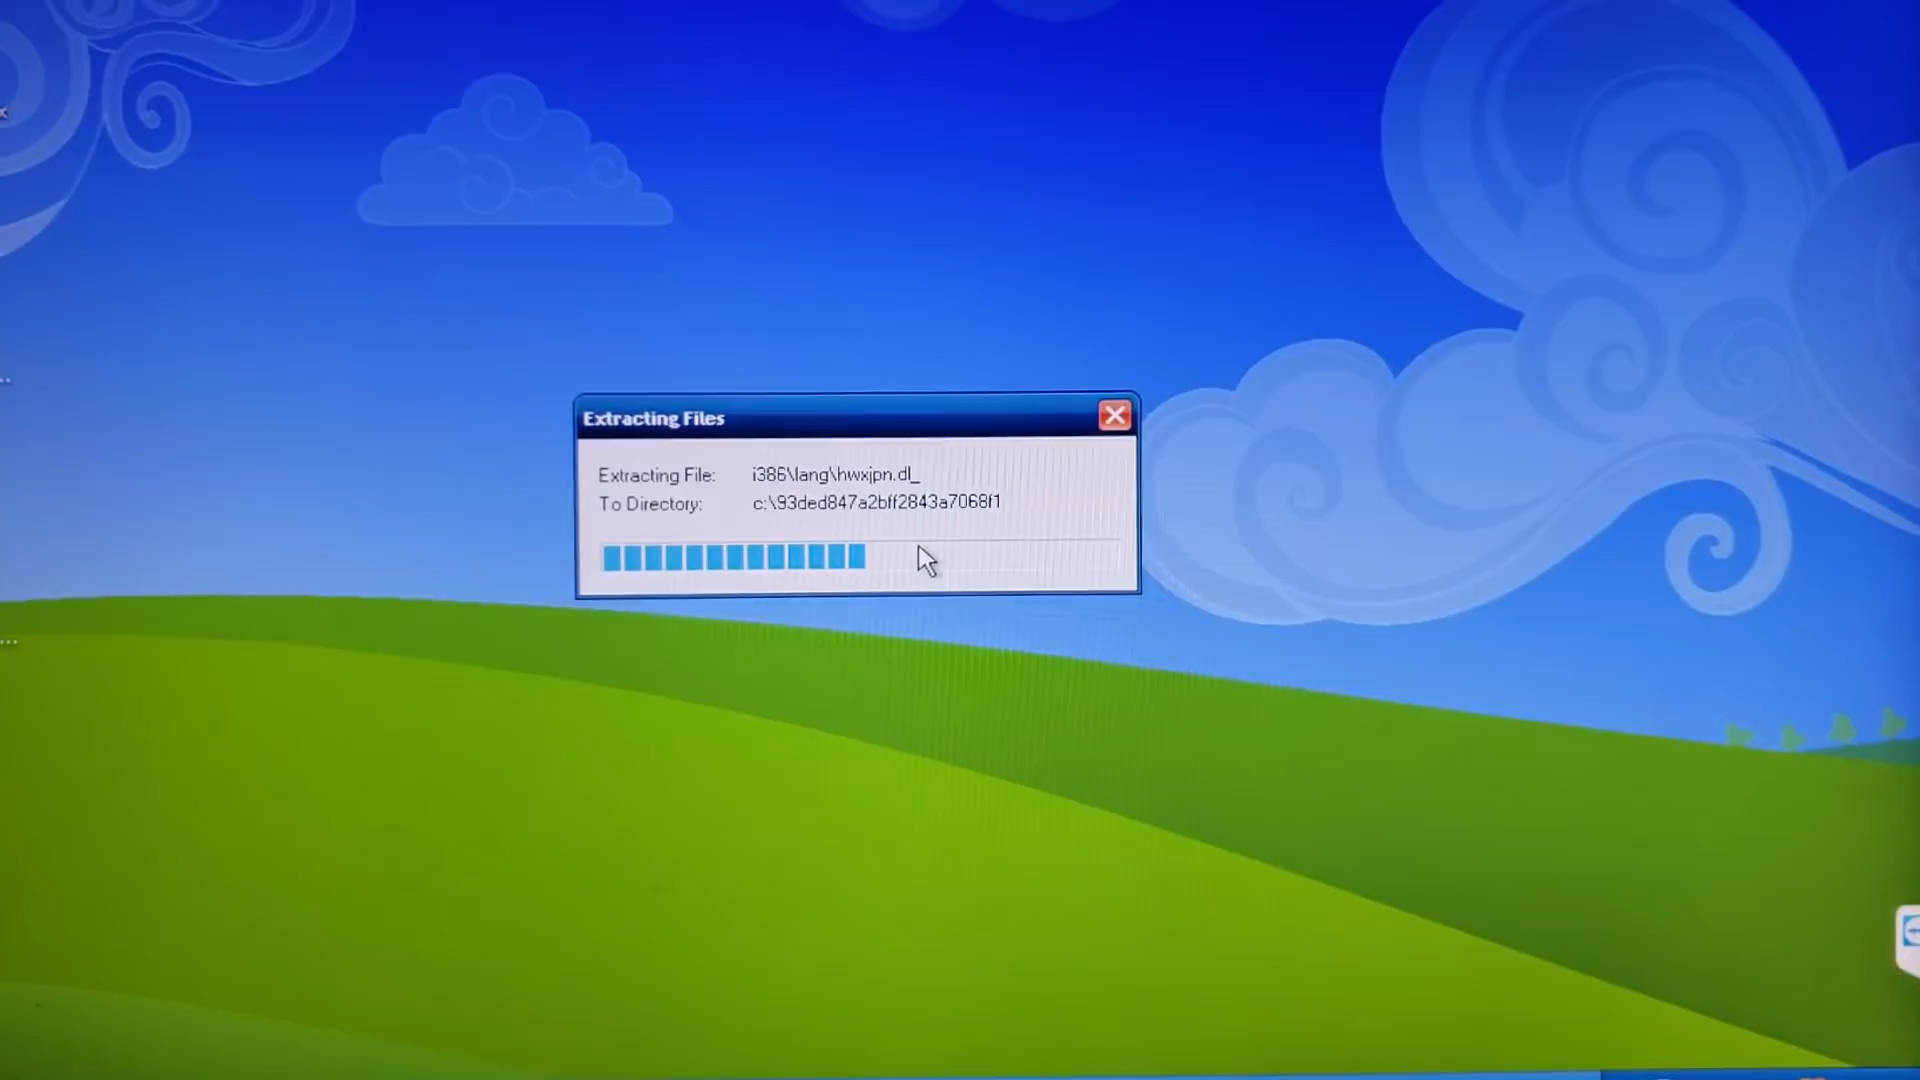 Extracting Files
Extracting File: i386\lang\hwxjpn.dl_
To Directory: c:\93ded847a2bff2843a7068f1